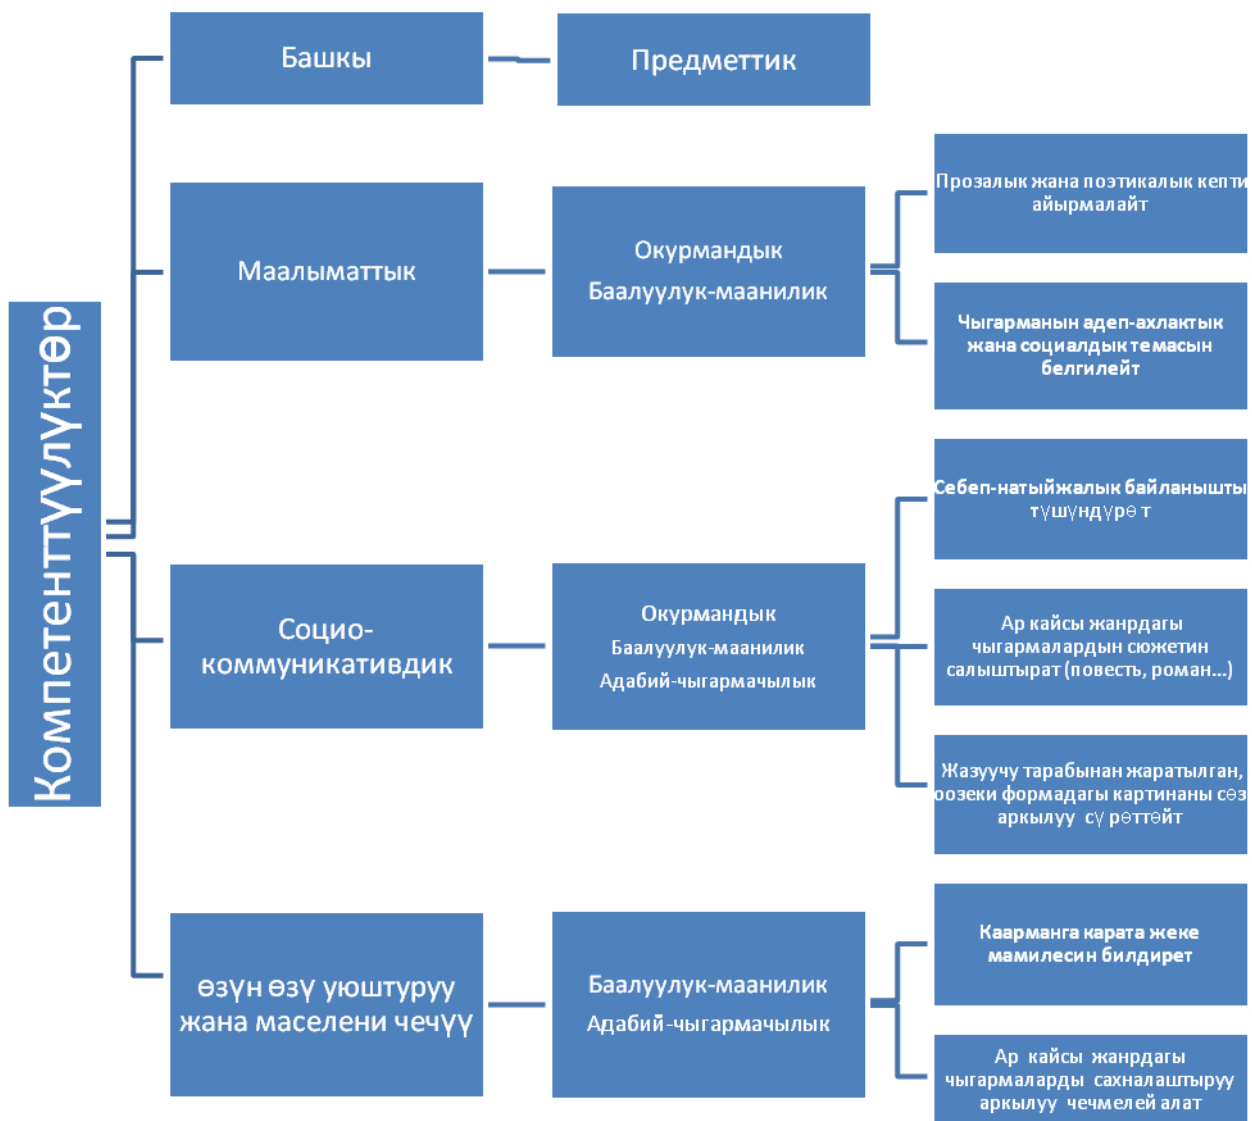 Компетенттүүлүктөр
Башкы
Предметтик
Маалыматтык
Окурмандык
Баалуулук-маанилик
Прозалык жана поэтикалык кепти
айырмалайт
Чыгарманын адеп-ахлактык
жана социалдык темасын
белгилейт
Социо-
коммуникативдик
Окурмандык
Баалуулук-маанилик
Адабий-чыгармачылык
Себеп-натыйжалык байланышты
түшүндүрө т
Ар кайсы жанрдагы
чыгармалардын сюжетин
салыштырат (повесть, роман...)
Жазуучу тарабынан жаратылган,
оозеки формадагы картинаны сөз
аркылуу сү рөттөйт
өзүн өзү уюштуруу
жана маселени чечүү
Баалуулук-маанилик
Адабий-чыгармачылык
Каарманга карата жеке
мамилесин билдирет
Ар кайсы жанрдагы
чыгармаларды сахналаштыруу
аркылуу чечмелей алат